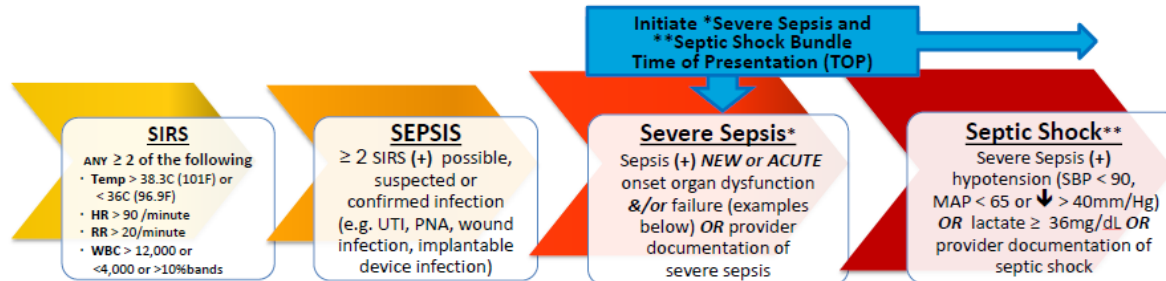 Initiate *Severe Sepsis and
**Septic Shock Bundle
Time of Presentation (TOP)
SIRS
ANY ≥ 2 of the following
· Temp > 38.3C (101F) or
< 36C (96.9F)
· HR > 90 /minute
· RR > 20/minute
· WBC > 12,000 or
<4,000 or >10%bands
SEPSIS
≥ 2 SIRS (+) possible,
suspected or
confirmed infection
(e.g. UTI, PNA, wound
infection, implantable
device infection)
Severe Sepsis*
Sepsis (+) NEW or ACUTE
onset organ dysfunction
&/or failure (examples
below) OR provider
documentation of
severe sepsis
Septic Shock**
Severe Sepsis (+)
hypotension (SBP < 90,
MAP < 65 or 🡻 > 40mm/Hg)
OR lactate ≥ 36mg/dL OR
provider documentation of
septic shock